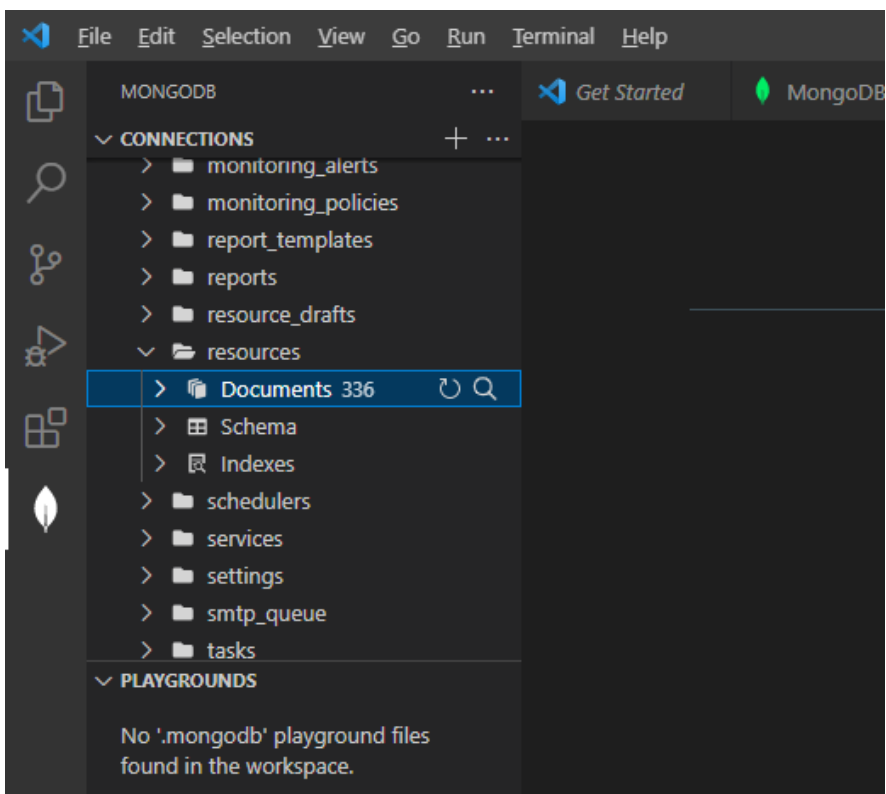 File Edit Selection View Go Run Terminal Help
MONGODB
Get Started
MongoDB
CONNECTIONS
monitoring_alerts
monitoring_policies
report_templates
reports
resource_drafts
resources
Documents 336
Schema
Indexes
schedulers
services
settings
smtp_queue
tasks
PLAYGROUNDS
No '.mongodb' playground files
found in the workspace.